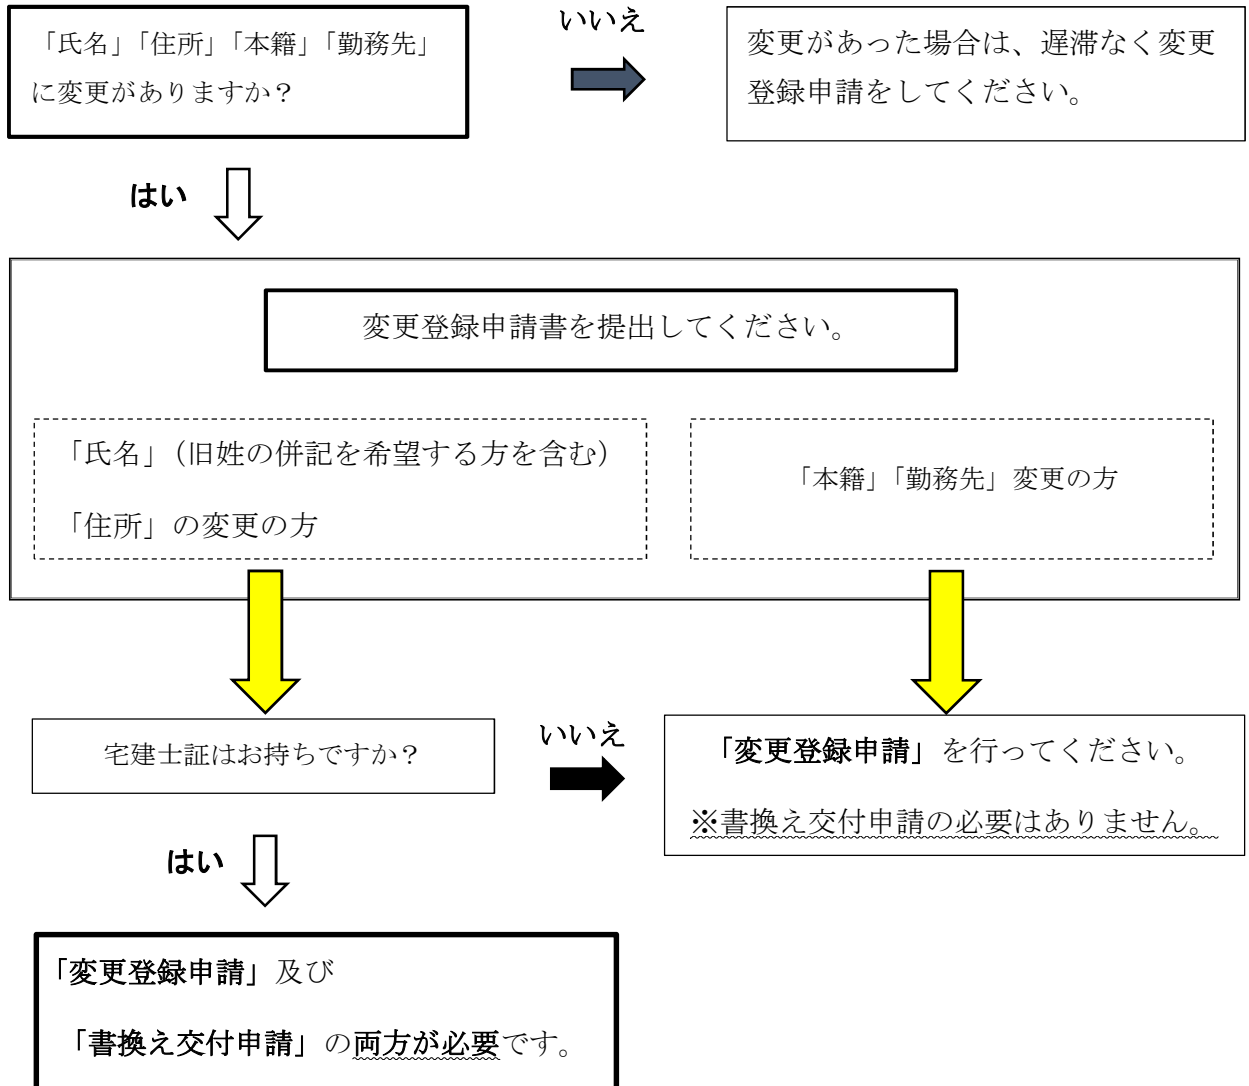 「氏名」「住所」「本籍」「勤務先」
に変更がありますか？
いいえ
変更があった場合は、遅滞なく変更
登録申請をしてください。
はい
変更登録申請書を提出してください。
「氏名」（旧姓の併記を希望する方を含む）
「住所」の変更の方
「本籍」「勤務先」変更の方
宅建士証はお持ちですか？
いいえ
「変更登録申請」を行ってください。
※書換え交付申請の必要はありません。
はい
「変更登録申請」及び
「書換え交付申請」の両方が必要です。